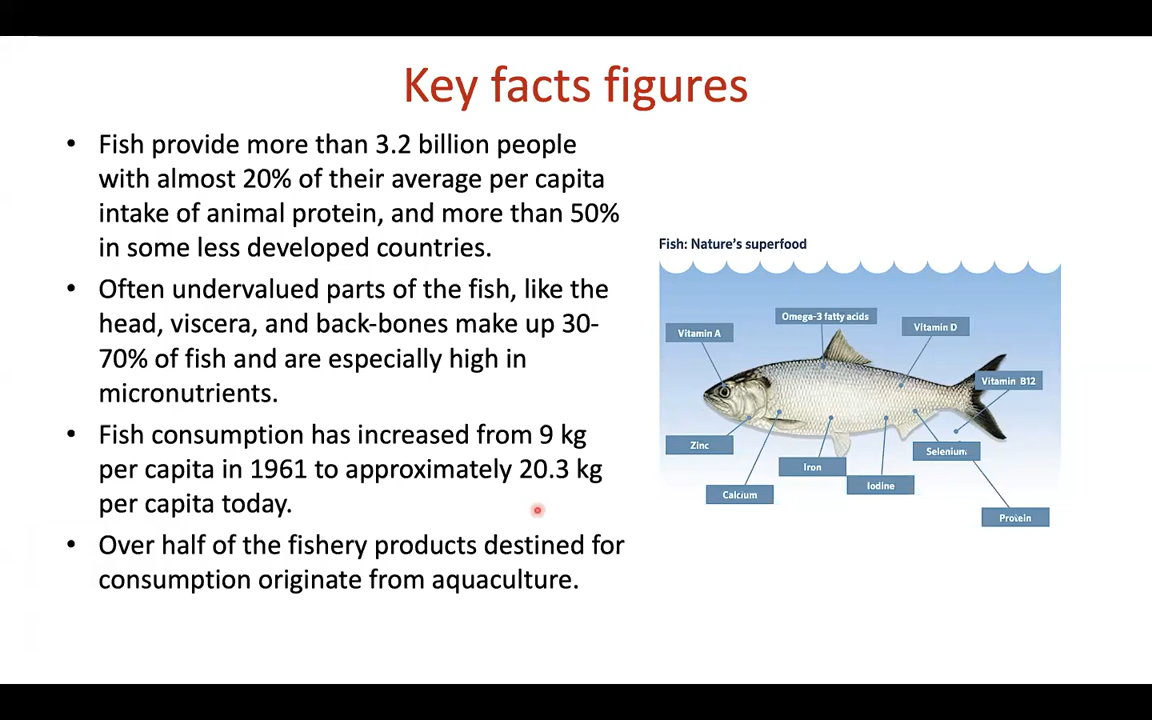 Key facts figures
• Fish provide more than 3.2 billion people
with almost 20% of their average per capita
intake of animal protein, and more than 50%
in some less developed countries.
• Often undervalued parts of the fish, like the
head, viscera, and back-bones make up 30-
70% of fish and are especially high in
micronutrients.
• Fish consumption has increased from 9 kg
per capita in 1961 to approximately 20.3 kg
per capita today.
• Over half of the fishery products destined for
consumption originate from aquaculture.
Fish: Nature's superfood
Omega-3 fatty acids
Vitamin A
Vitamin D
Vitamin B12
Zinc
Selenium
Iron
Iodine
Calcium
Protein